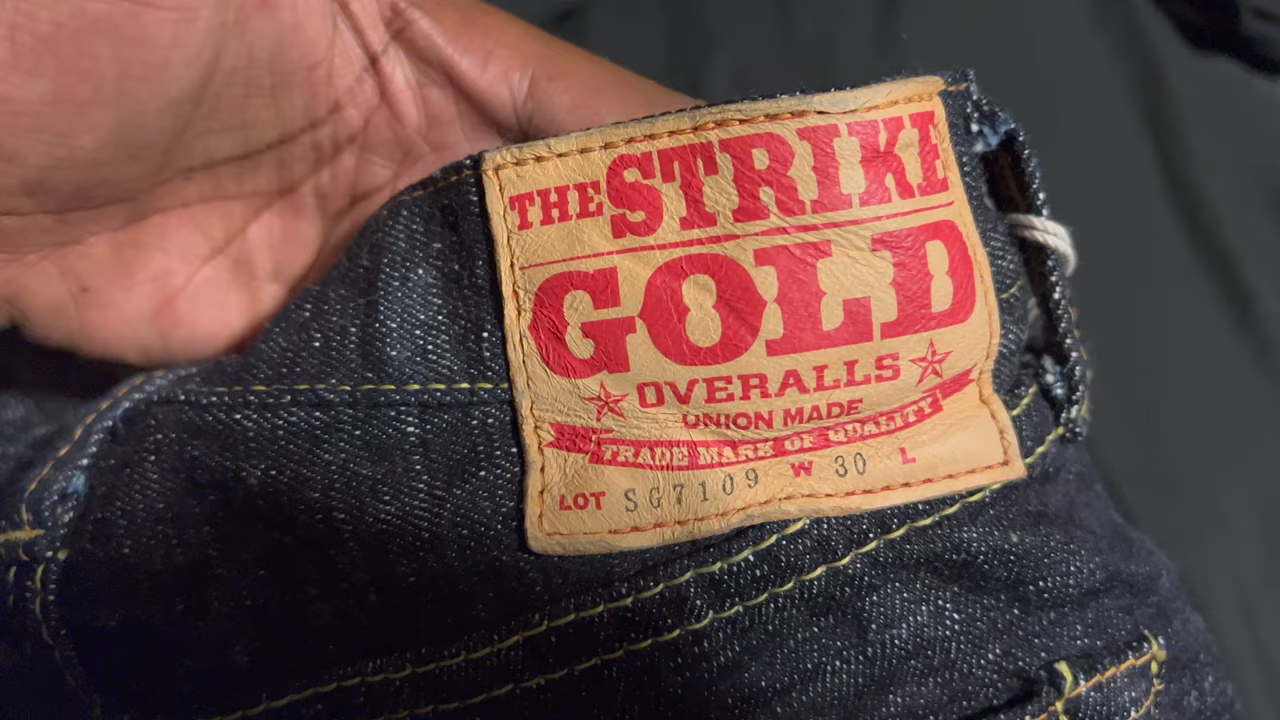 THE STRIKE
GOLD
OVERALLS
UNION MADE
TRADE MARK OF QUALITY
LOT SG7109 W 30 L